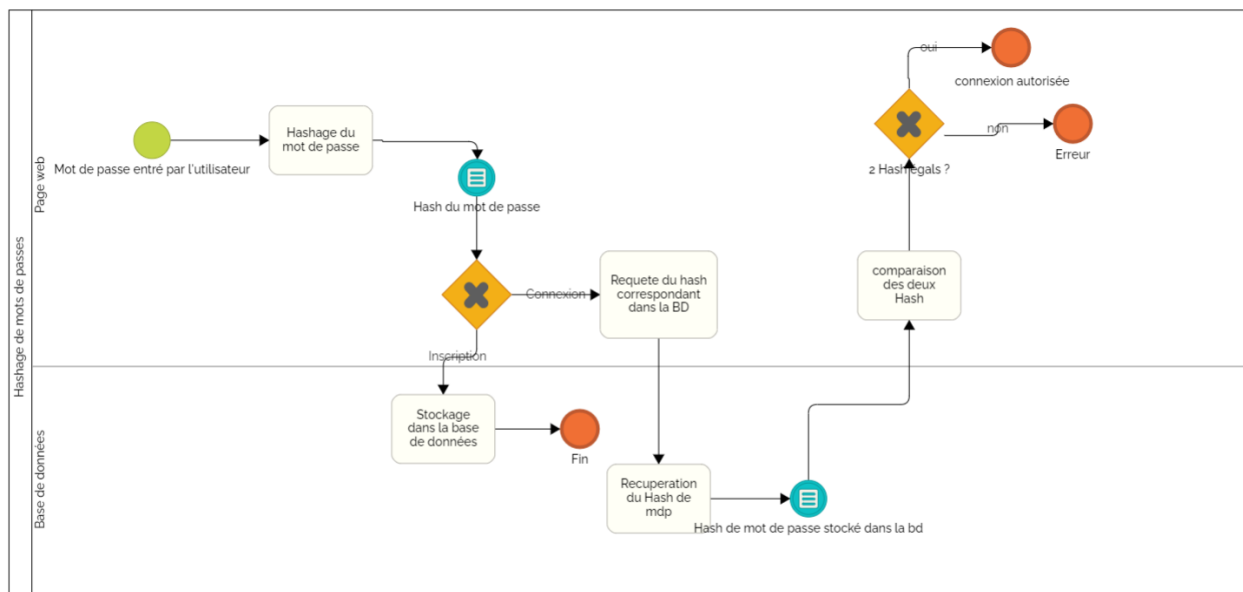 Hashage de mots de passes
Page web
Mot de passe entré par l'utilisateur
Hashage du
mot de passe
Hash du mot de passe
Connexion
Inscription
Requete du hash
correspondant
dans la BD
comparaison
des deux
Hash
2 Hash égals ?
oui
connexion autorisée
non
Erreur
Base de données
Stockage
dans la base
de données
Fin
Recuperation
du Hash de
mdp
Hash de mot de passe stocké dans la bd